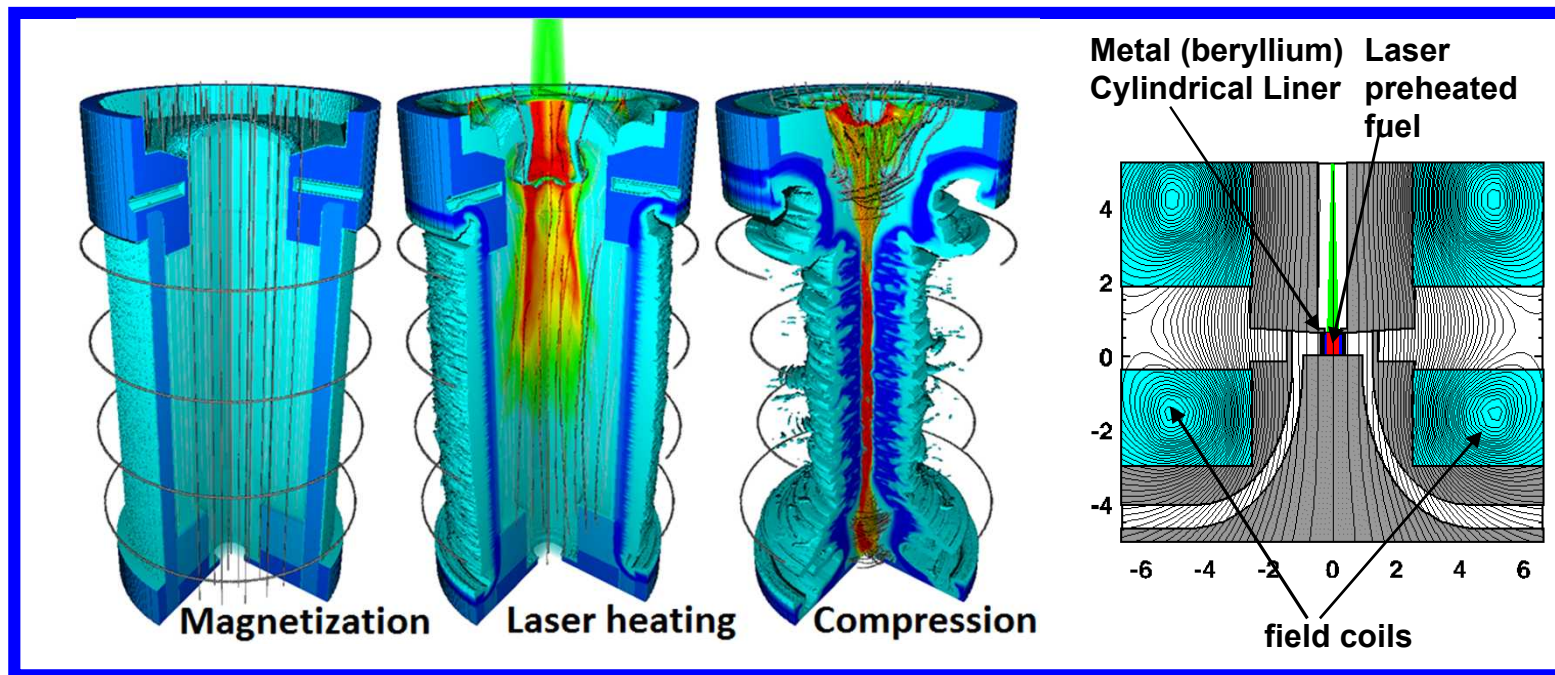 Metal (beryllium)
Cylindrical Liner
Laser
preheated
fuel
4
2
0
-2
-4
-6
-4
-2
0
2
4
6
Magnetization
Laser heating
Compression
field coils